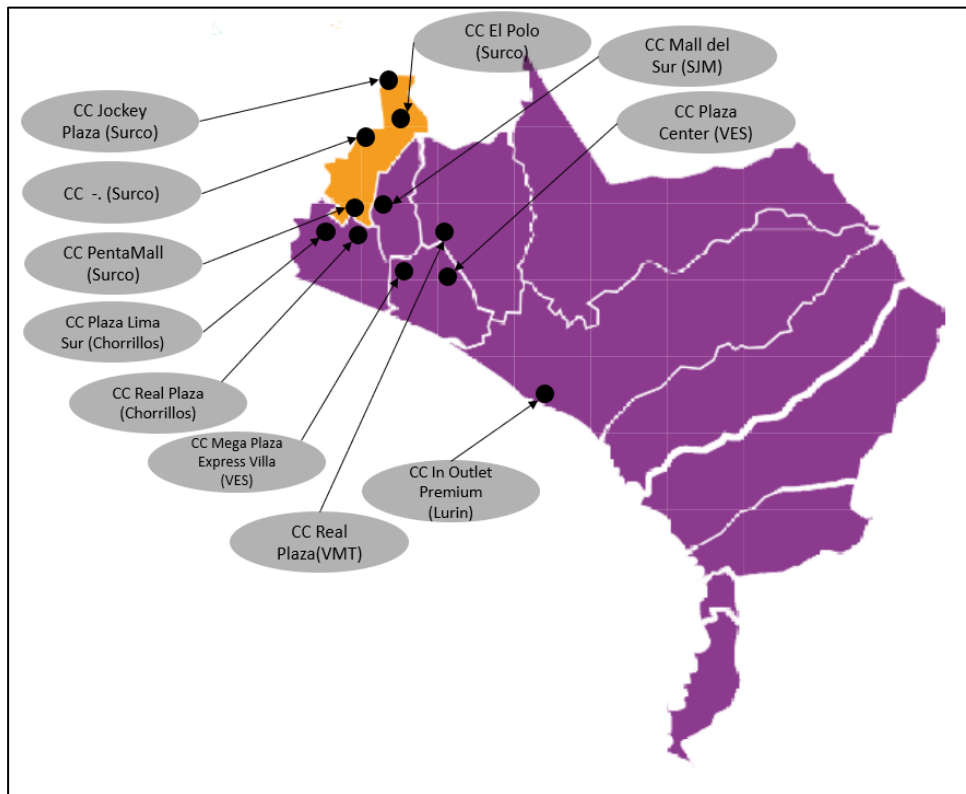 CC El Polo
(Surco)
CC Mall del
Sur (SJM)
CC Jockey
Plaza (Surco)
CC Plaza
Center (VES)
CC -. (Surco)
CC PentaMall
(Surco)
CC Plaza Lima
Sur (Chorrillos)
CC Real Plaza
(Chorrillos)
CC Mega Plaza
Express Villa
(VES)
CC In Outlet
Premium
(Lurin)
CC Real
Plaza(VMT)